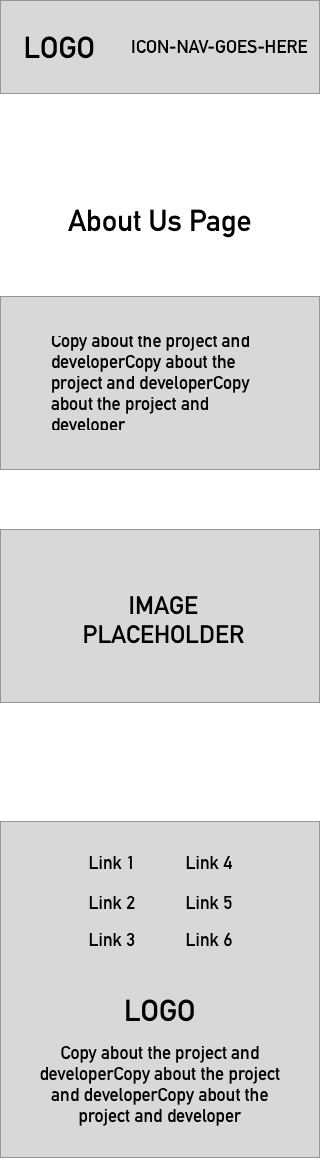 LOGO ICON-NAV-GOES-HERE
About Us Page
Copy about the project and
developerCopy about the
project and developerCopy
about the project and
developer
IMAGE
PLACEHOLDER
Link 1 Link 4
Link 2 Link 5
Link 3 Link 6
LOGO
Copy about the project and
developerCopy about the project
and developerCopy about the
project and developer